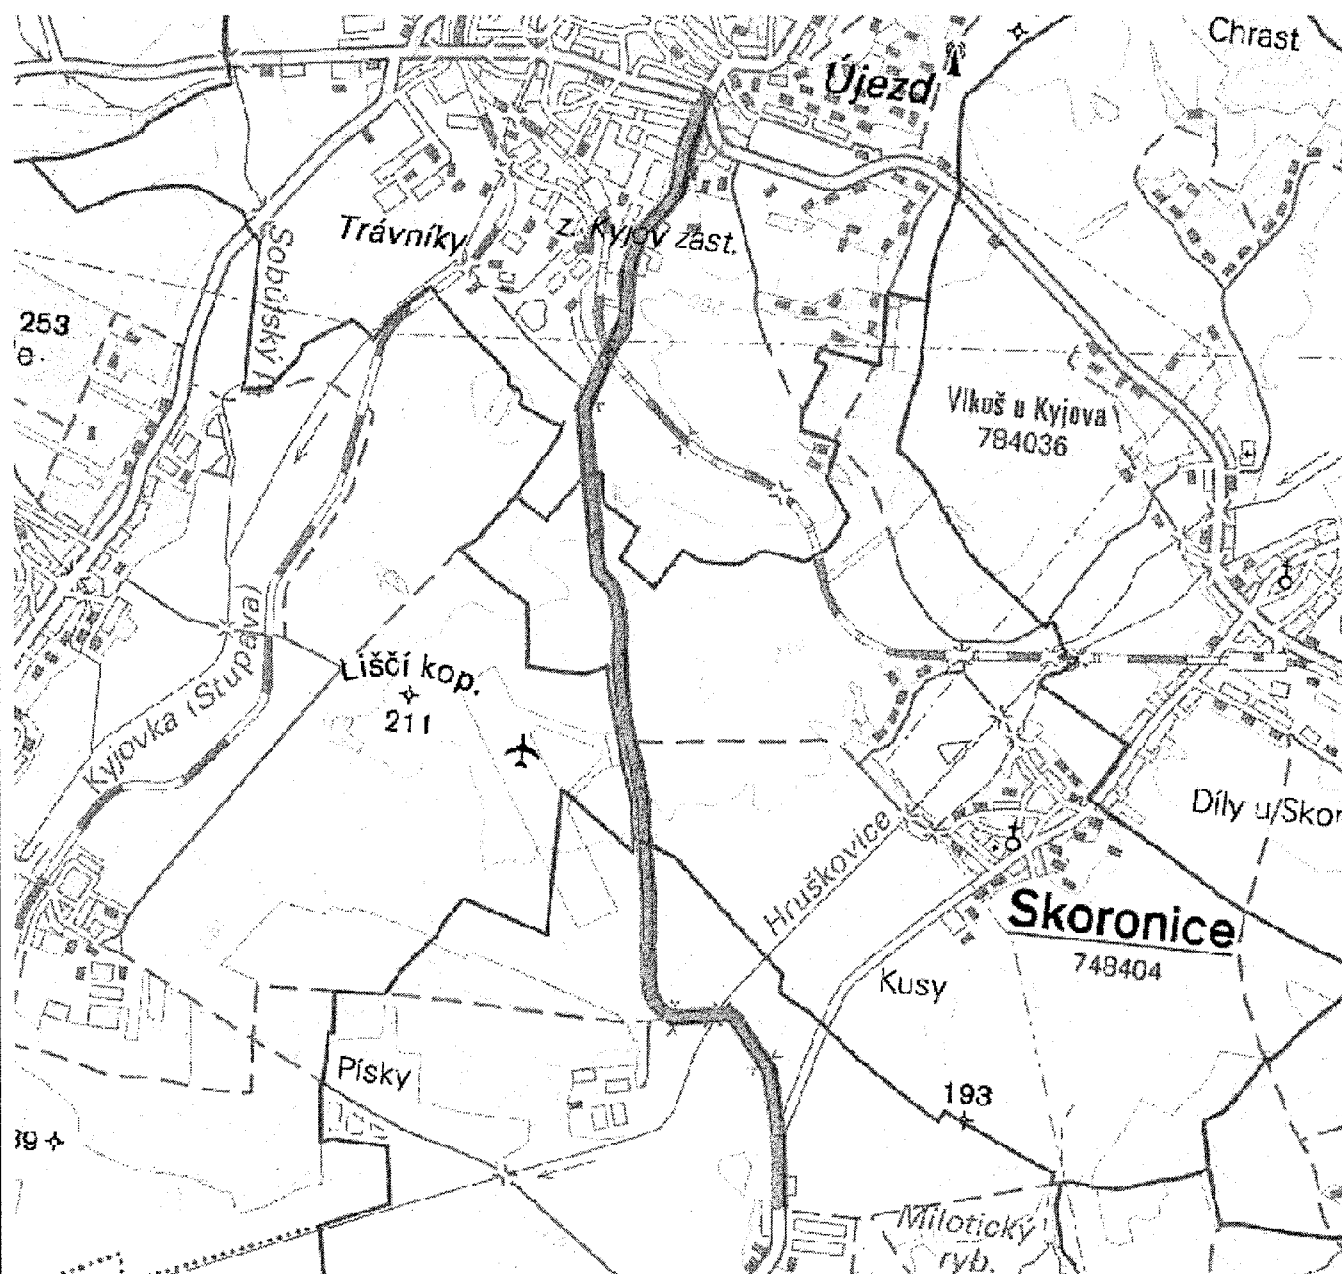 Chrast
Újezd
Trávníky
z. Kyjov zast.
Sobůlský
253
Vlkuš u Kyjova
784036
Liščí kop.
211
Kyjovka (Stupava)
Díly u/Skor
Hruškovice
Skoronice
748404
Kusy
Písky
193
Milotický
ryb.